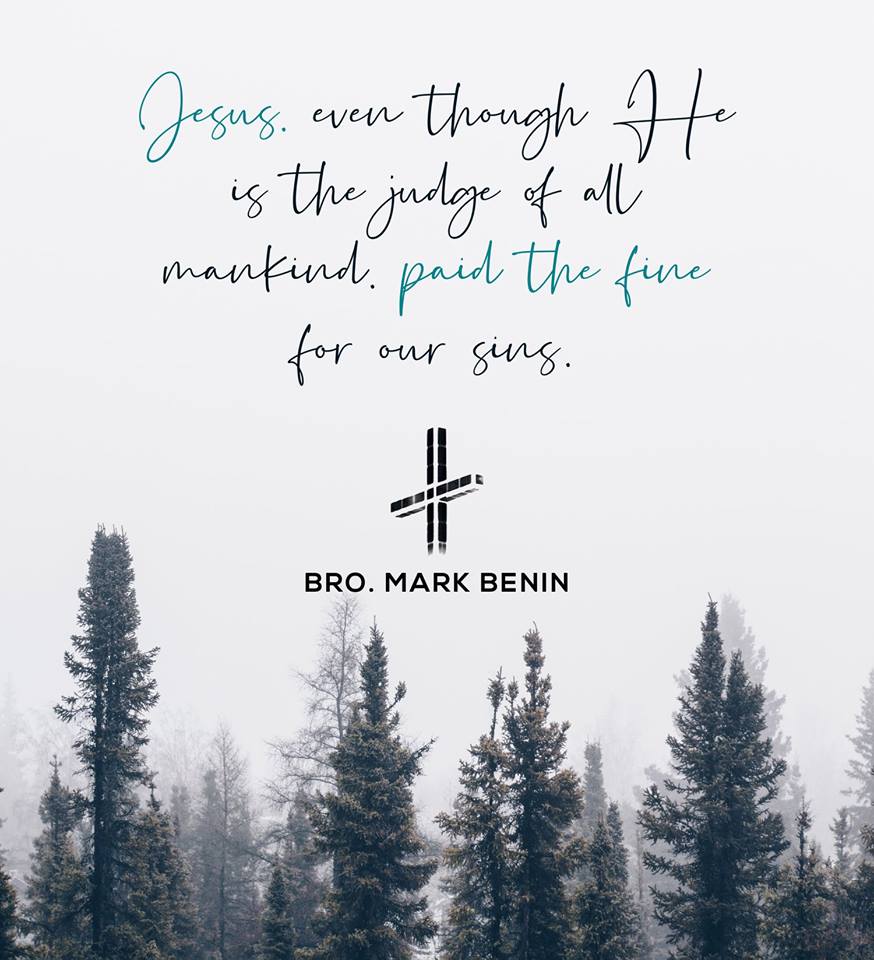 Jesus, even though He
is the judge of all
mankind, paid the fine
for our sins.
BRO. MARK BENIN